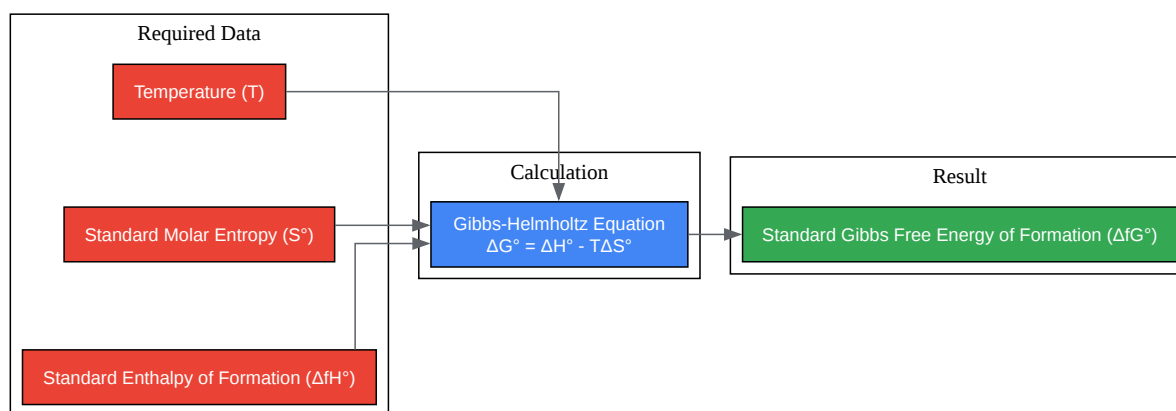 Required Data
Temperature (T)
Standard Molar Entropy (S°)
Standard Enthalpy of Formation (ΔfH°)
Calculation
Gibbs-Helmholtz Equation
ΔG° = ΔH° - TΔS°
Result
Standard Gibbs Free Energy of Formation (ΔfG°)